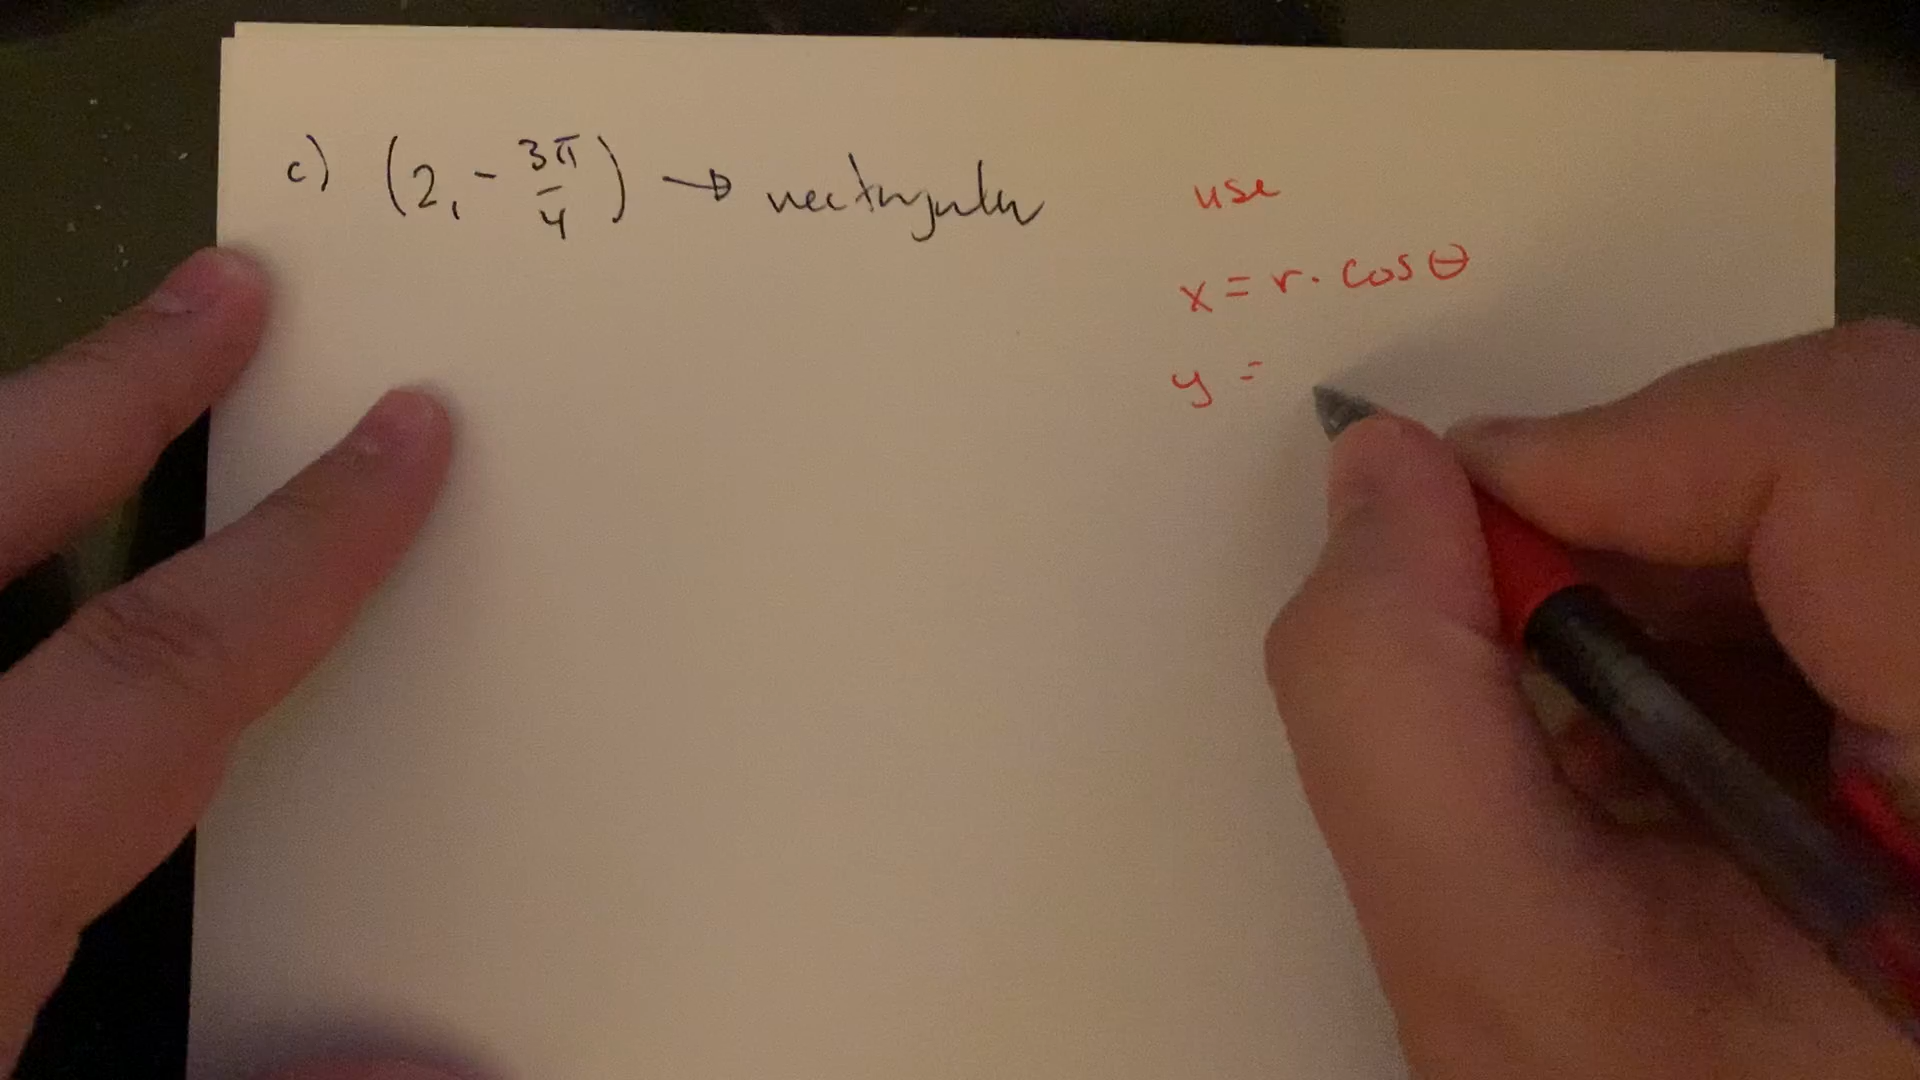 c) (2, - 3π/4) → rectangular
use
x = r · cos θ
y =